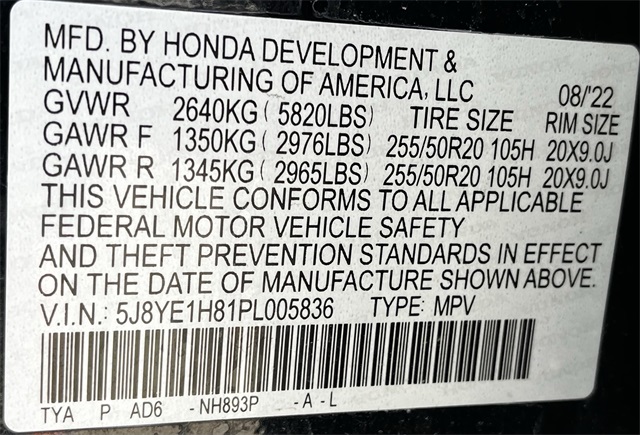 MFD. BY HONDA DEVELOPMENT &
MANUFACTURING OF AMERICA, LLC 08/'22
GVWR 2640KG ( 5820LBS) TIRE SIZE RIM SIZE
GAWR F 1350KG ( 2976LBS) 255/50R20 105H 20X9.0J
GAWR R 1345KG ( 2965LBS) 255/50R20 105H 20X9.0J
THIS VEHICLE CONFORMS TO ALL APPLICABLE
FEDERAL MOTOR VEHICLE SAFETY
AND THEFT PREVENTION STANDARDS IN EFFECT
ON THE DATE OF MANUFACTURE SHOWN ABOVE.
V.I.N.: 5J8YE1H81PL005836 TYPE: MPV
TYA P AD6 -NH893P -A-L